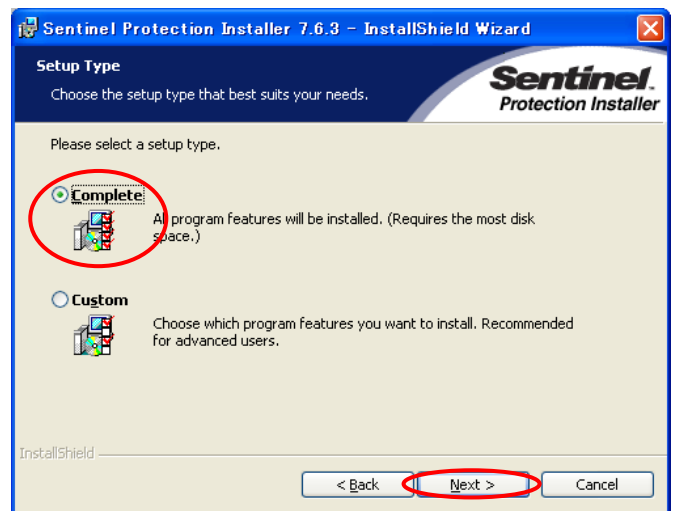 Sentinel Protection Installer 7.6.3 - InstallShield Wizard
Setup Type
Choose the setup type that best suits your needs.
Sentinel.
Protection Installer
Please select a setup type.
Complete
All program features will be installed. (Requires the most disk
space.)
Custom
Choose which program features you want to install. Recommended
for advanced users.
InstallShield
< Back Next > Cancel